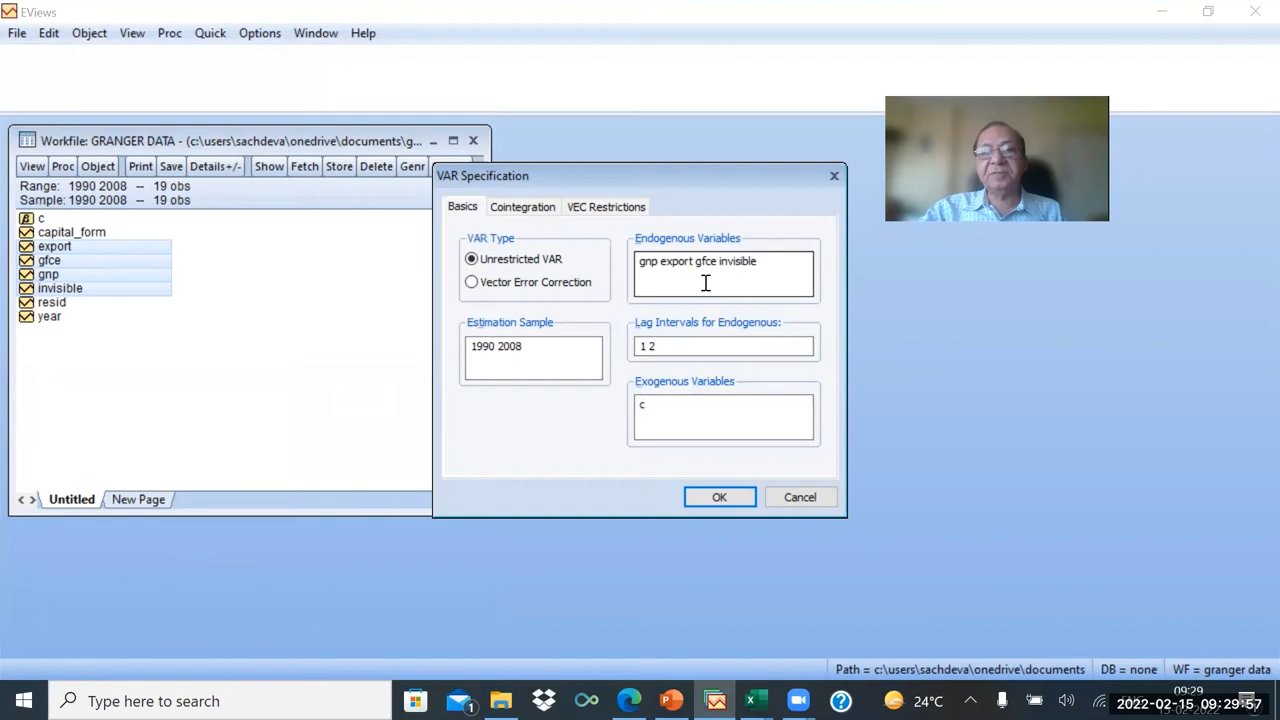 EViews
File Edit Object View Proc Quick Options Window Help
Workfile: GRANGER DATA - (c:\users\sachdeva\onedrive\documents\g...
View Proc Object Print Save Details+/- Show Fetch Store Delete Genr
Range: 1990 2008 -- 19 obs
Sample: 1990 2008 -- 19 obs
c
capital_form
export
gfce
gnp
invisible
resid
year
Untitled New Page
VAR Specification
Basics Cointegration VEC Restrictions
VAR Type
Unrestricted VAR
Vector Error Correction
Estimation Sample
1990 2008
Endogenous Variables
gnp export gfce invisible
Lag Intervals for Endogenous:
1 2
Exogenous Variables
c
OK Cancel
Path = c:\users\sachdeva\onedrive\documents DB = none WF = granger data
Type here to search
1
24°C
09:29
2022-02-15 09:29:57